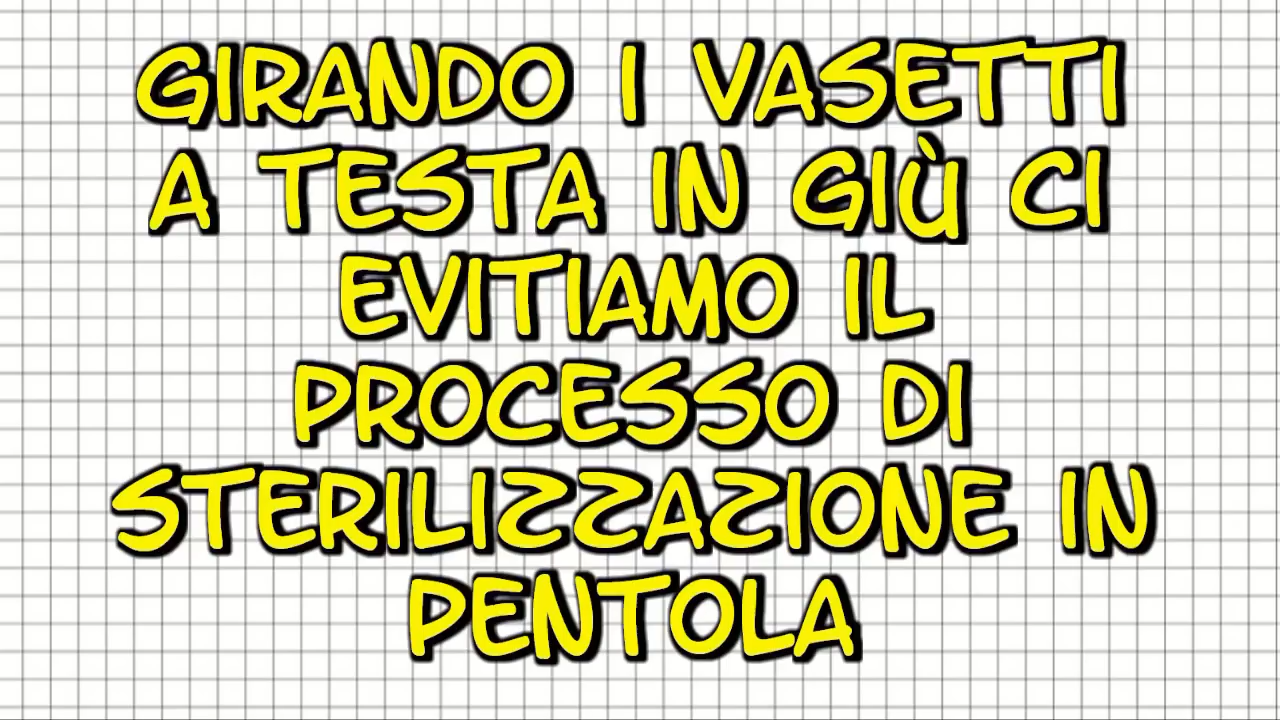 GIRANDO I VASETTI
A TESTA IN GIÙ CI
EVITIAMO IL
PROCESSO DI
STERILIZZAZIONE IN
PENTOLA